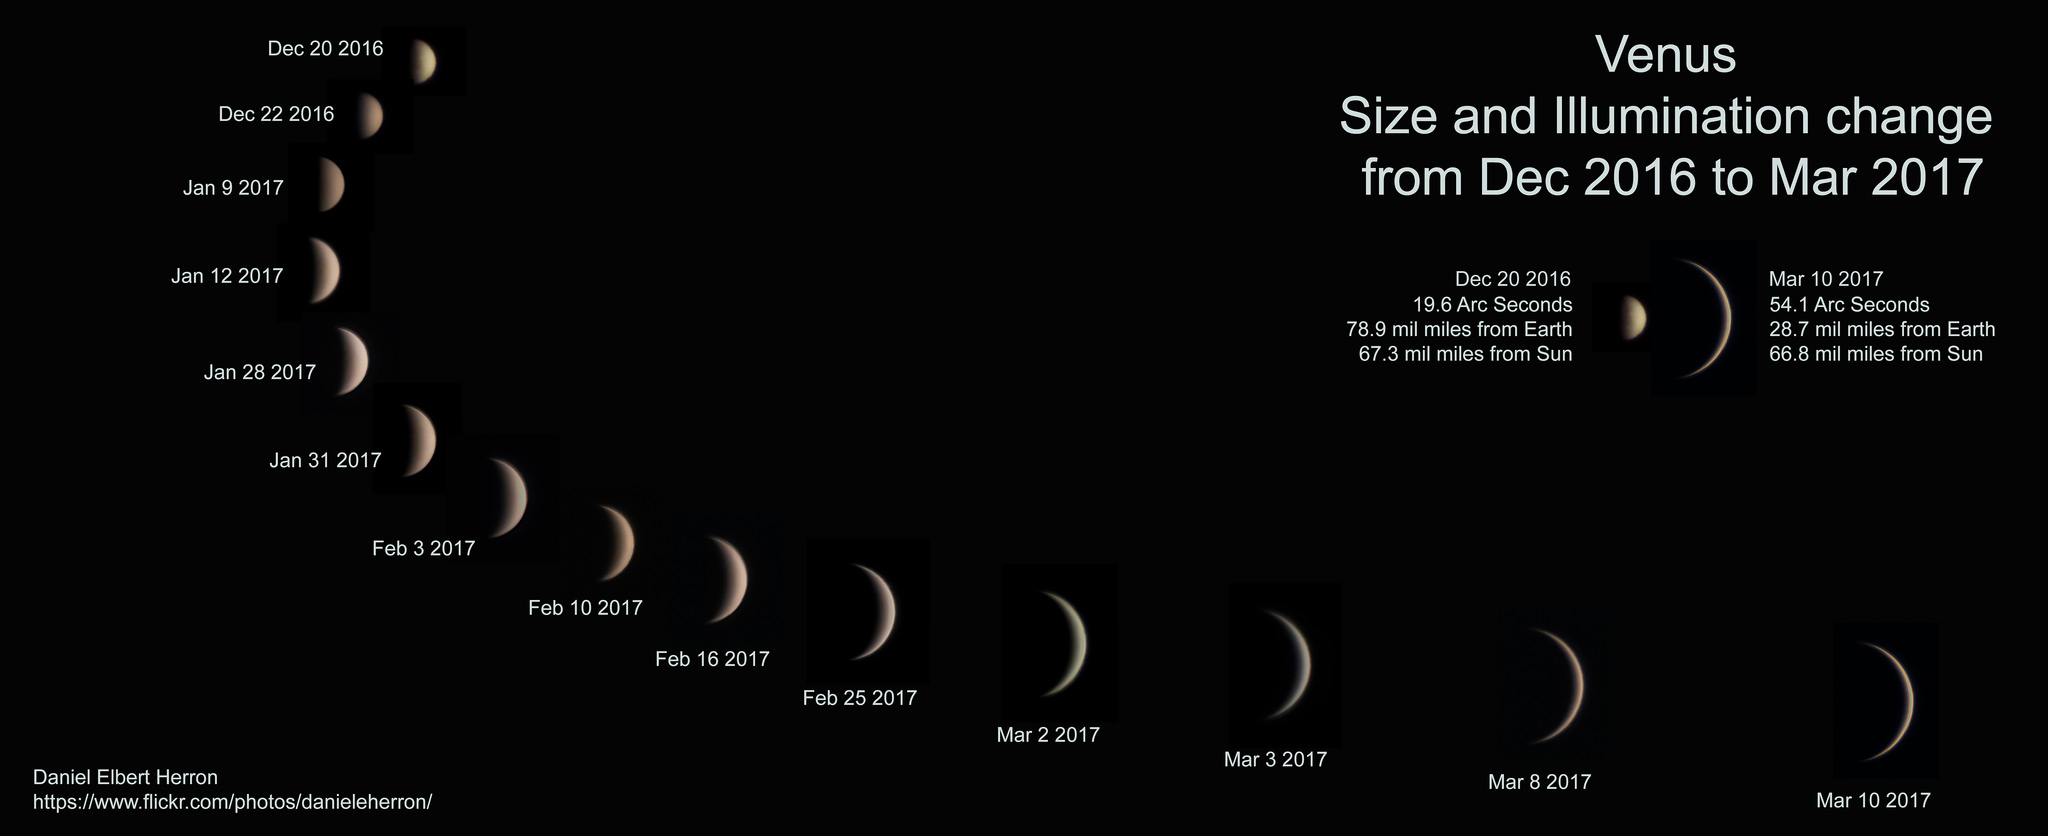 Venus
Size and Illumination change
from Dec 2016 to Mar 2017
Dec 20 2016
Dec 22 2016
Jan 9 2017
Jan 12 2017
Jan 28 2017
Jan 31 2017
Feb 3 2017
Feb 10 2017
Feb 16 2017
Feb 25 2017
Mar 2 2017
Mar 3 2017
Mar 8 2017
Mar 10 2017
Dec 20 2016
19.6 Arc Seconds
78.9 mil miles from Earth
67.3 mil miles from Sun
Mar 10 2017
54.1 Arc Seconds
28.7 mil miles from Earth
66.8 mil miles from Sun
Daniel Elbert Herron
https://www.flickr.com/photos/danieleherron/